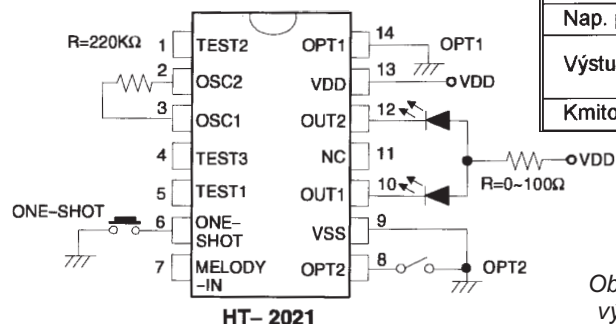 Nap.
Výstu
Kmito
R=220KΩ
1 TEST2
2 OSC2
3 OSC1
4 TEST3
5 TEST1
ONE-SHOT
6 ONE–
SHOT
7 MELODY
-IN
OPT1 14 OPT1
VDD 13 VDD
OUT2 12
NC 11
VDD
OUT1 10 R=0~100Ω
VSS 9
OPT2 8 OPT2
HT– 2021
Ob
vy